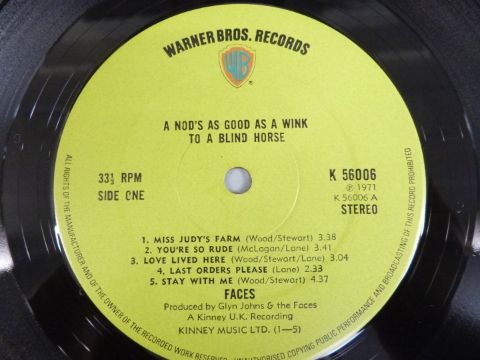 WARNER BROS. RECORDS
WB
A NOD'S AS GOOD AS A WINK
TO A BLIND HORSE
33⅓ RPM
SIDE ONE
K 56006
℗ 1971
K 56006 A
STEREO
1. MISS JUDY'S FARM (Wood/Stewart) 3.38
2. YOU'RE SO RUDE (McLagan/Lane) 3.41
3. LOVE LIVED HERE (Wood/Stewart/Lane) 3.04
4. LAST ORDERS PLEASE (Lane) 2.33
5. STAY WITH ME (Wood/Stewart) 4.37
FACES
Produced by Glyn Johns & the Faces
A Kinney U.K. Recording
KINNEY MUSIC LTD. (1—5)
ALL RIGHTS OF THE MANUFACTURER AND OF THE OWNER OF THE RECORDED WORK RESERVED. UNAUTHORISED COPYING PUBLIC PERFORMANCE AND BROADCASTING OF THIS RECORD PROHIBITED